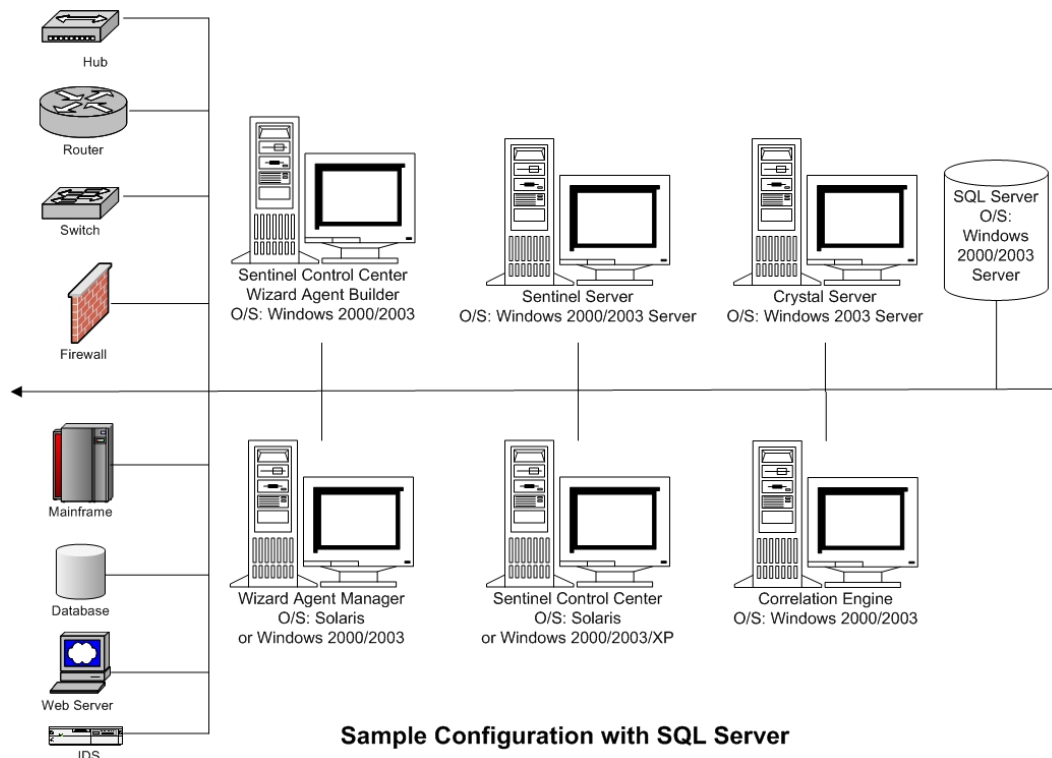 Hub
Router
Switch
Firewall
Mainframe
Database
Web Server
IDS
Sentinel Control Center
Wizard Agent Builder
O/S: Windows 2000/2003
Sentinel Server
O/S: Windows 2000/2003 Server
Crystal Server
O/S: Windows 2003 Server
SQL Server
O/S:
Windows
2000/2003
Server
Wizard Agent Manager
O/S: Solaris
or Windows 2000/2003
Sentinel Control Center
O/S: Solaris
or Windows 2000/2003/XP
Correlation Engine
O/S: Windows 2000/2003
Sample Configuration with SQL Server